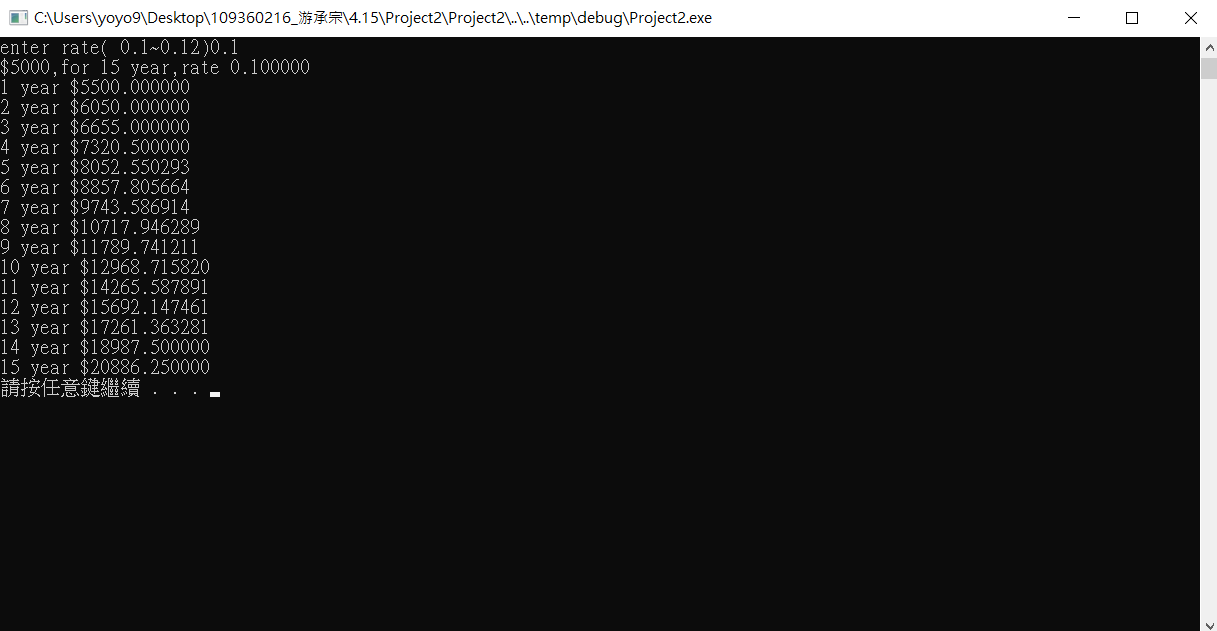 C:\Users\yoyo9\Desktop\109360216_游承宗\4.15\Project2\Project2\..\..\temp\debug\Project2.exe
enter rate( 0.1~0.12)0.1
$5000,for 15 year,rate 0.100000
1 year $5500.000000
2 year $6050.000000
3 year $6655.000000
4 year $7320.500000
5 year $8052.550293
6 year $8857.805664
7 year $9743.586914
8 year $10717.946289
9 year $11789.741211
10 year $12968.715820
11 year $14265.587891
12 year $15692.147461
13 year $17261.363281
14 year $18987.500000
15 year $20886.250000
請按任意鍵繼續 . . .